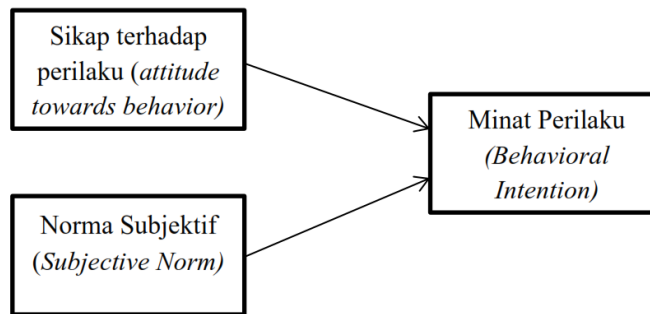 Sikap terhadap
perilaku (attitude
towards behavior)
Minat Perilaku
(Behavioral
Intention)
Norma Subjektif
(Subjective Norm)